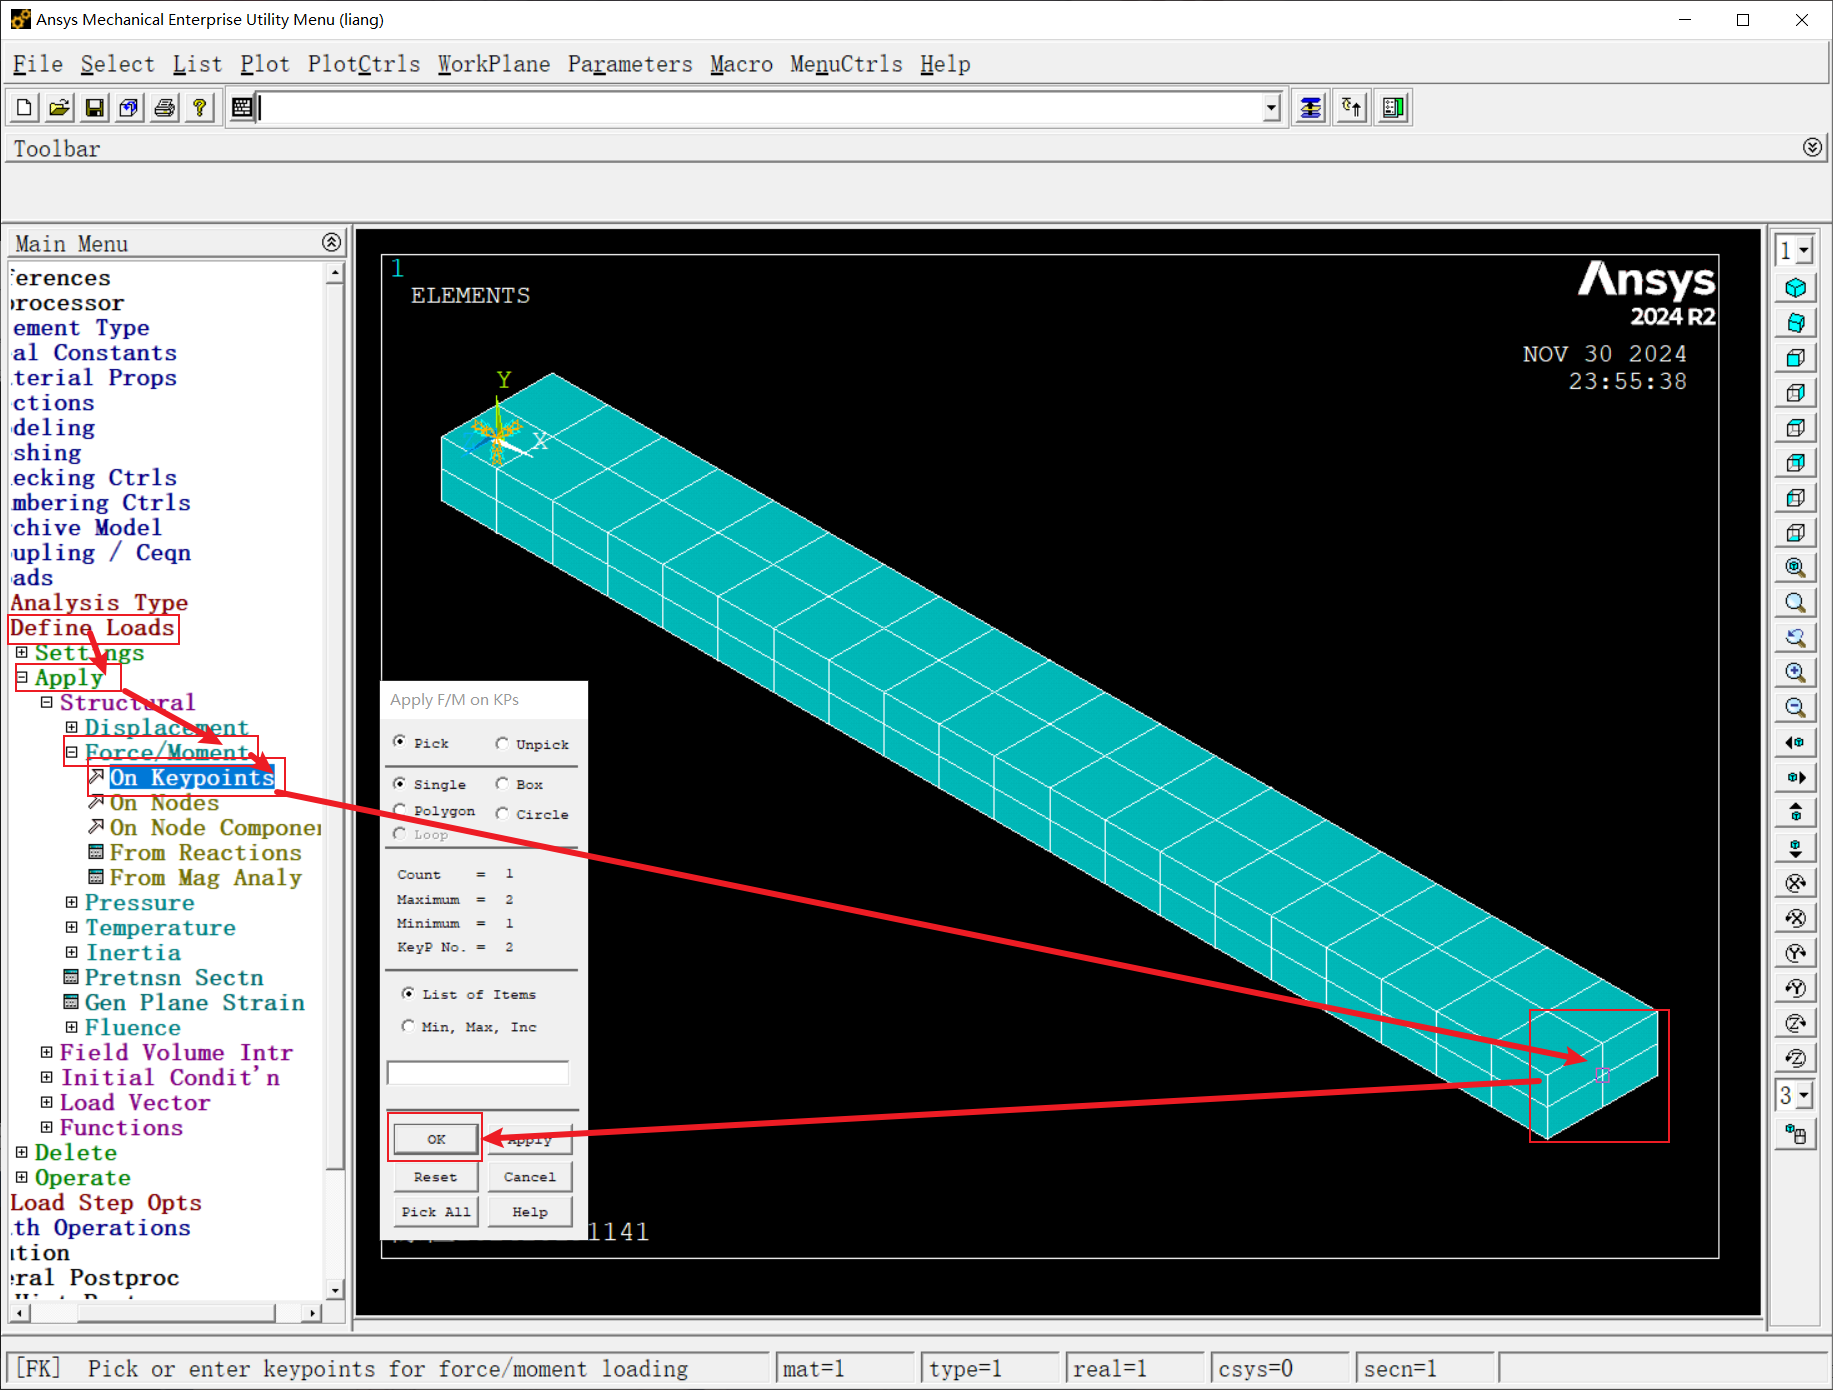 Ansys Mechanical Enterprise Utility Menu (liang)
File Select List Plot PlotCtrls WorkPlane Parameters Macro MenuCtrls Help
Toolbar
Main Menu
ferences
processor
ement Type
al Constants
terial Props
ctions
deling
shing
ecking Ctrls
mbering Ctrls
rchive Model
oupling / Ceqn
oads
Analysis Type
Define Loads
Settings
Apply
Structural
Displacement
Force/Moment
On Keypoints
On Nodes
On Node Componen
From Reactions
From Mag Analy
Pressure
Temperature
Inertia
Pretnsn Sectn
Gen Plane Strain
Fluence
Field Volume Intr
Initial Condit'n
Load Vector
Functions
Delete
Operate
Load Step Opts
th Operations
ution
eral Postproc
1
ELEMENTS
Ansys
2024 R2
NOV 30 2024
23:55:38
Y
X
Apply F/M on KPs
Pick Unpick
Single Box
Polygon Circle
Loop
Count = 1
Maximum = 2
Minimum = 1
KeyP No. = 2
List of Items
Min, Max, Inc
OK Apply
Reset Cancel
Pick All Help
1141
1
3
[FK] Pick or enter keypoints for force/moment loading
mat=1
type=1
real=1
csys=0
secn=1